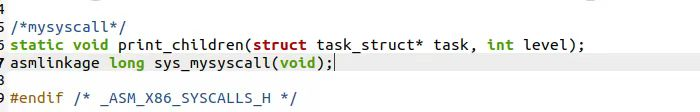 4
5 /*mysyscall*/
6 static void print_children(struct task_struct* task, int level);
7 asmlinkage long sys_mysyscall(void);
8
9 #endif /* _ASM_X86_SYSCALLS_H */